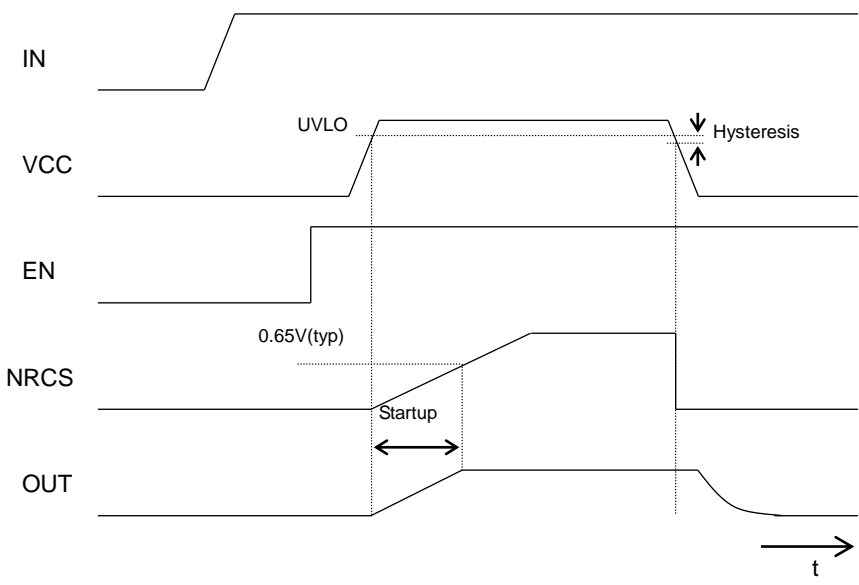 IN
UVLO
Hysteresis
VCC
EN
0.65V(typ)
NRCS
Startup
OUT
t